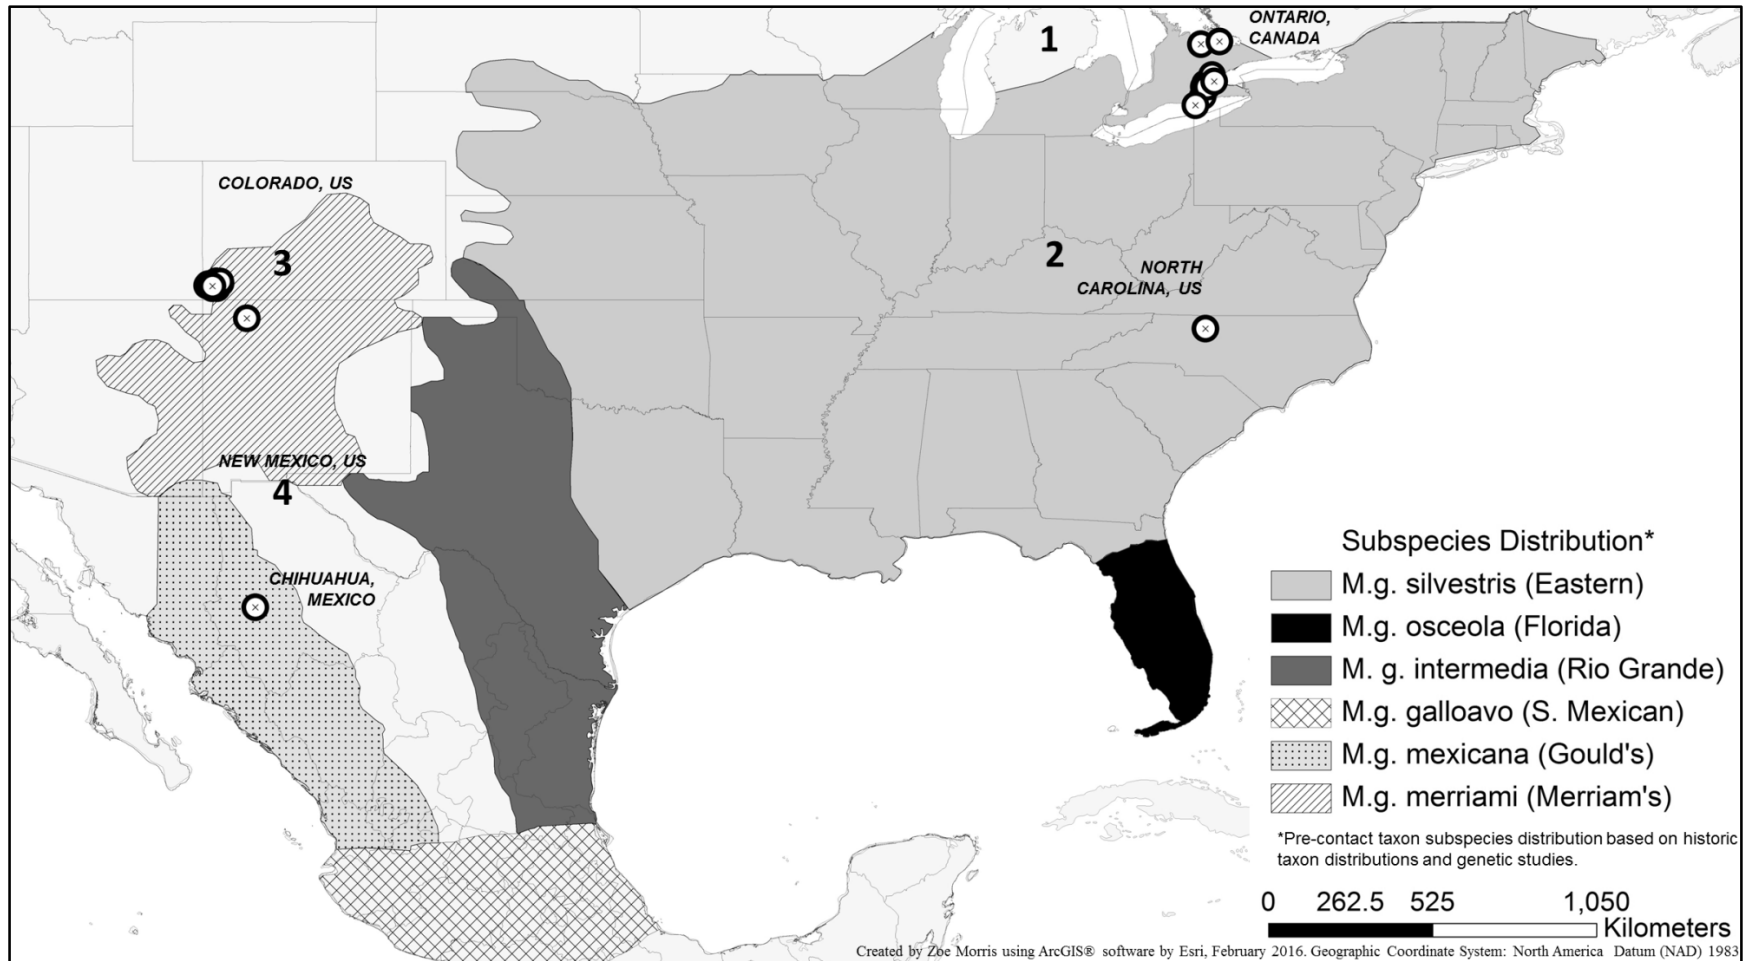 ONTARIO,
CANADA
1
COLORADO, US
3
2
NORTH
CAROLINA, US
NEW MEXICO, US
4
CHIHUAHUA,
MEXICO
Subspecies Distribution*
M.g. silvestris (Eastern)
M.g. osceola (Florida)
M. g. intermedia (Rio Grande)
M.g. galloavo (S. Mexican)
M.g. mexicana (Gould's)
M.g. merriami (Merriam's)
*Pre-contact taxon subspecies distribution based on historic
taxon distributions and genetic studies.
0 262.5 525 1,050
Kilometers
Created by Zoe Morris using ArcGIS® software by Esri, February 2016. Geographic Coordinate System: North America Datum (NAD) 1983